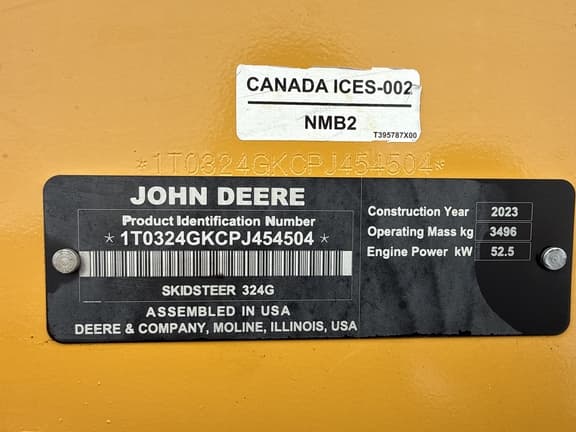 CANADA ICES-002
NMB2
T395787X00
*1T0324GKCPJ454504*
JOHN DEERE
Product Identification Number
*1T0324GKCPJ454504*
SKIDSTEER 324G
ASSEMBLED IN USA
DEERE & COMPANY, MOLINE, ILLINOIS, USA
Construction Year 2023
Operating Mass kg 3496
Engine Power kW 52.5